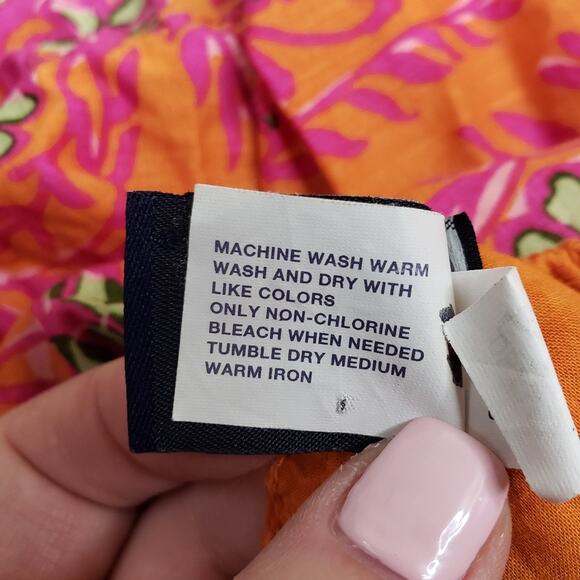 MACHINE WASH WARM
WASH AND DRY WITH
LIKE COLORS
ONLY NON-CHLORINE
BLEACH WHEN NEEDED
TUMBLE DRY MEDIUM
WARM IRON